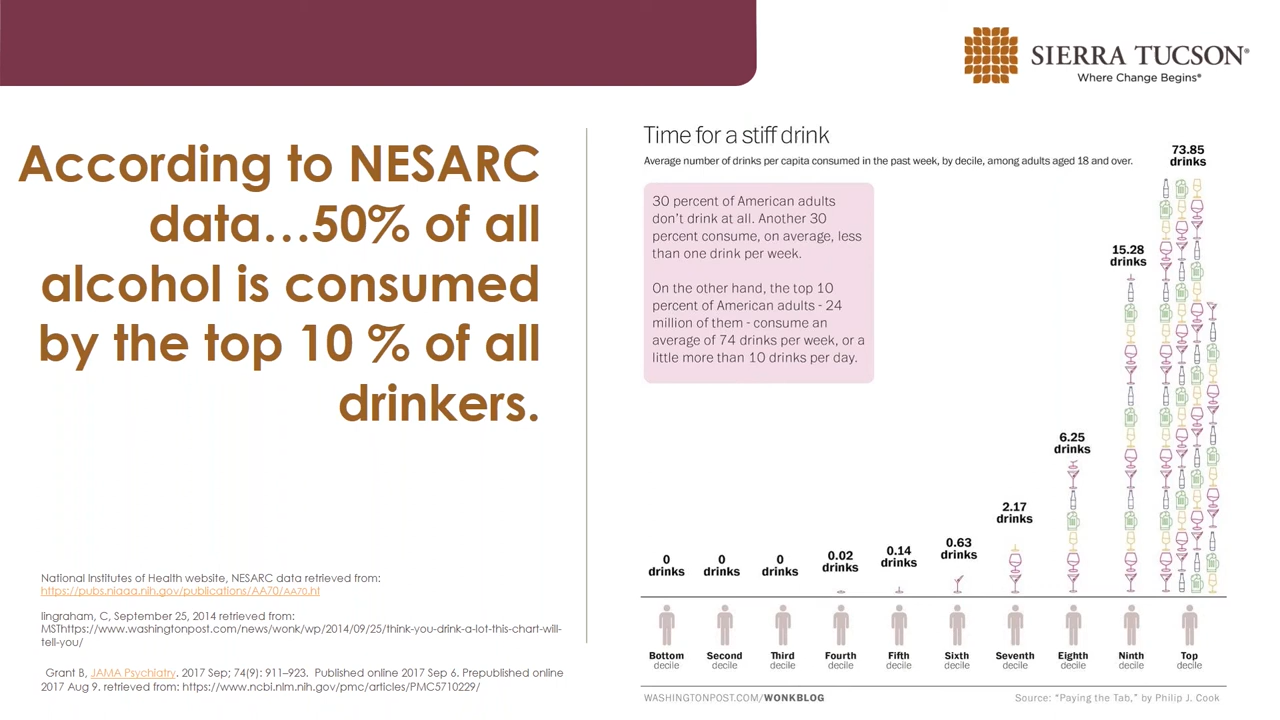 SIERRA TUCSON®
Where Change Begins®
According to NESARC
data…50% of all
alcohol is consumed
by the top 10 % of all
drinkers.
National Institutes of Health website, NESARC data retrieved from:
https://pubs.niaaa.nih.gov/publications/AA70/AA70.ht
Iingraham, C, September 25, 2014 retrieved from:
MSThttps://www.washingtonpost.com/news/wonk/wp/2014/09/25/think-you-drink-a-lot-this-chart-will-
tell-you/
Grant B, JAMA Psychiatry. 2017 Sep; 74(9): 911–923. Published online 2017 Sep 6. Prepublished online
2017 Aug 9. retrieved from: https://www.ncbi.nlm.nih.gov/pmc/articles/PMC5710229/
Time for a stiff drink
Average number of drinks per capita consumed in the past week, by decile, among adults aged 18 and over.
30 percent of American adults
don't drink at all. Another 30
percent consume, on average, less
than one drink per week.
On the other hand, the top 10
percent of American adults - 24
million of them - consume an
average of 74 drinks per week, or a
little more than 10 drinks per day.
0
drinks
0
drinks
0
drinks
0.02
drinks
0.14
drinks
0.63
drinks
2.17
drinks
6.25
drinks
15.28
drinks
73.85
drinks
Bottom
decile
Second
decile
Third
decile
Fourth
decile
Fifth
decile
Sixth
decile
Seventh
decile
Eighth
decile
Ninth
decile
Top
decile
WASHINGTONPOST.COM/WONKBLOG
Source: "Paying the Tab," by Philip J. Cook